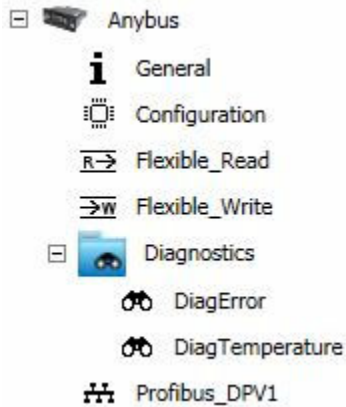 Anybus
General
Configuration
R Flexible_Read
W Flexible_Write
Diagnostics
DiagError
DiagTemperature
Profibus_DPV1